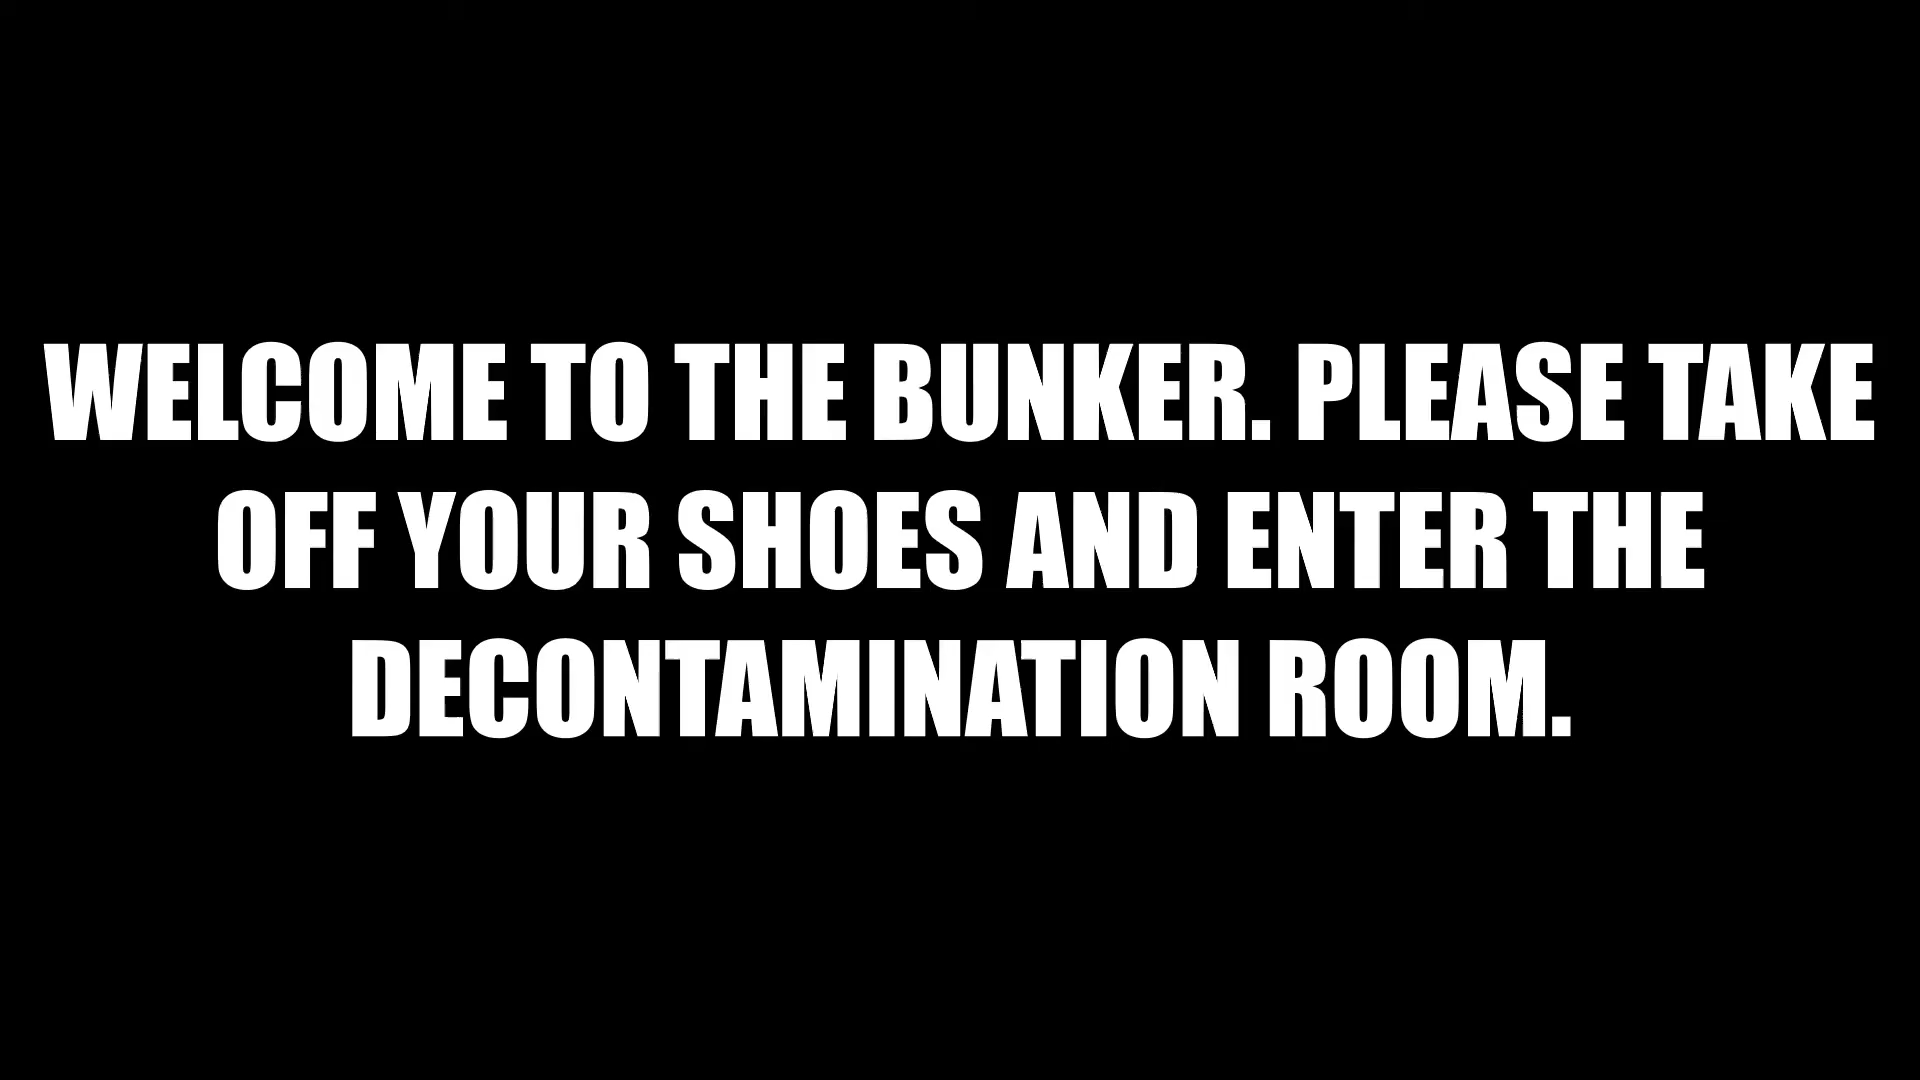 WELCOME TO THE BUNKER. PLEASE TAKE
OFF YOUR SHOES AND ENTER THE
DECONTAMINATION ROOM.